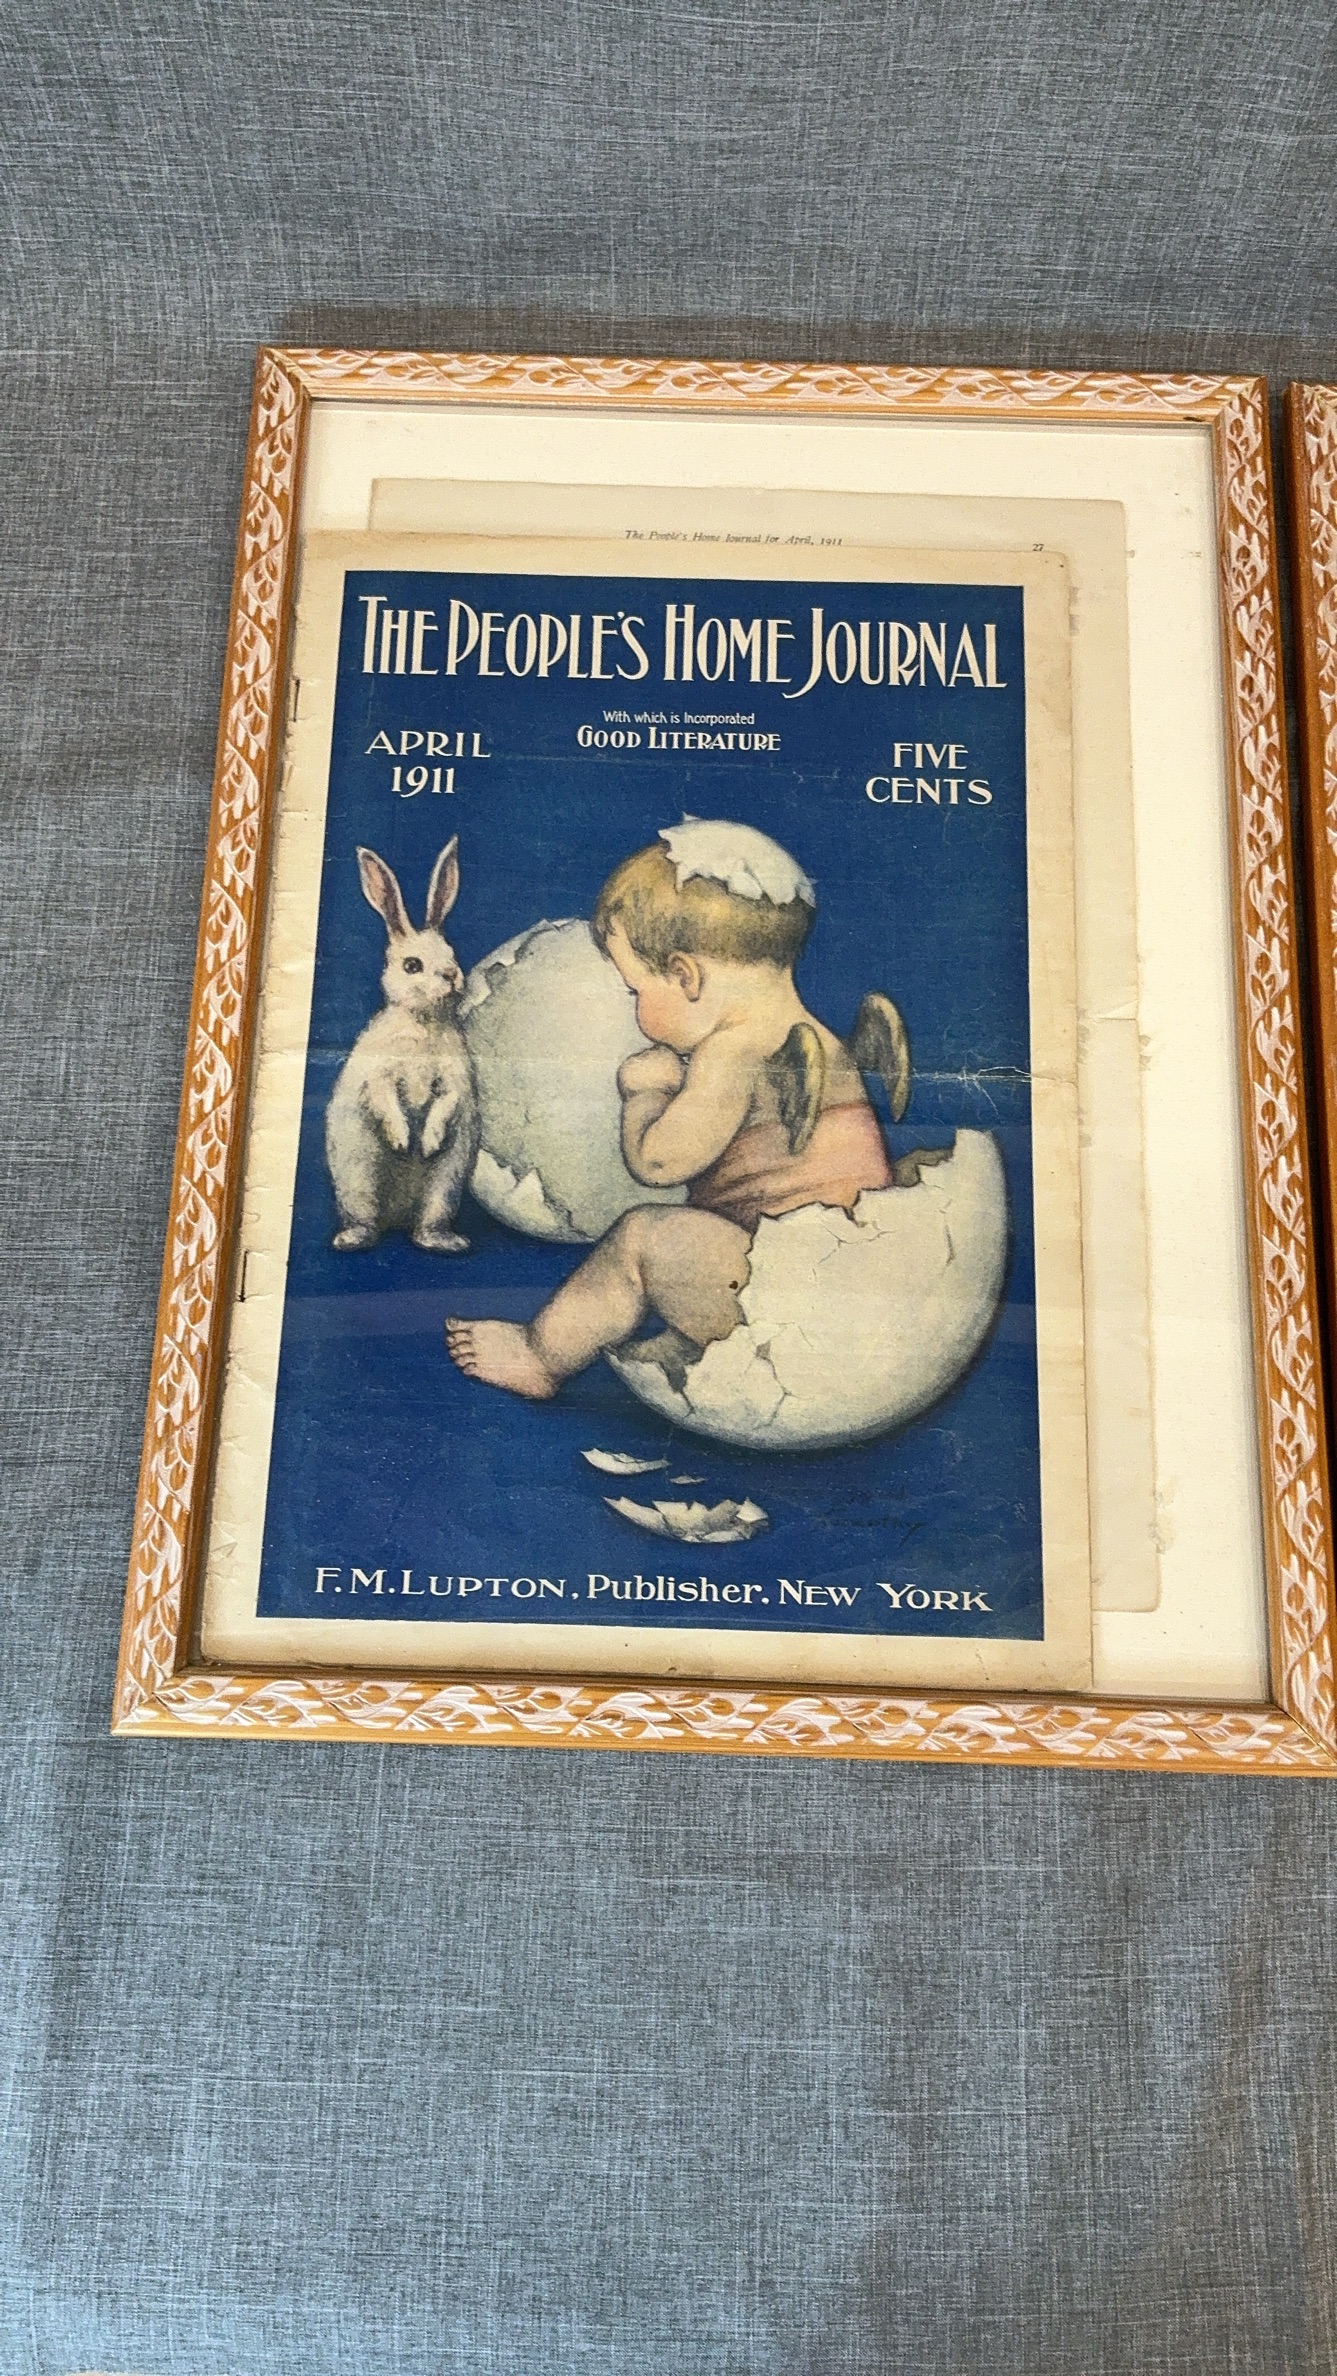 The People's Home Journal for April, 1911
27
THE PEOPLE'S HOME JOURNAL
With which is Incorporated
GOOD LITERATURE
APRIL
1911
FIVE
CENTS
F. M. LUPTON, Publisher. NEW YORK